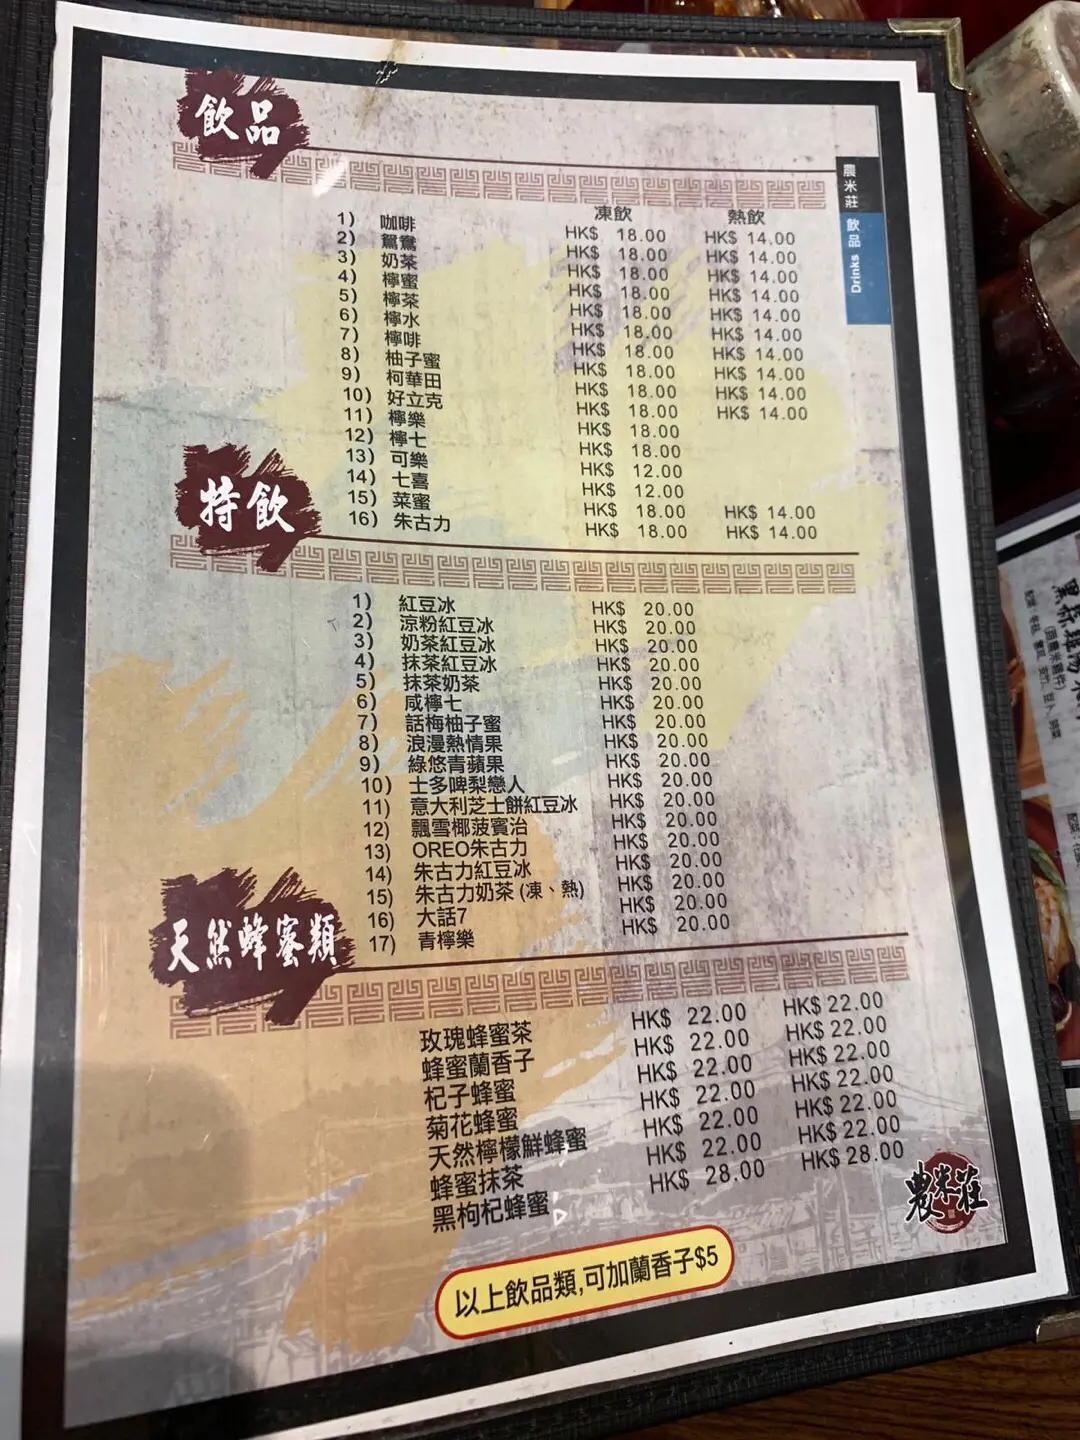 飲品
農米莊 飲品 Drinks
凍飲 熱飲
1) 咖啡 HK$ 18.00 HK$ 14.00
2) 鴛鴦 HK$ 18.00 HK$ 14.00
3) 奶茶 HK$ 18.00 HK$ 14.00
4) 檸蜜 HK$ 18.00 HK$ 14.00
5) 檸茶 HK$ 18.00 HK$ 14.00
6) 檸水 HK$ 18.00 HK$ 14.00
7) 檸啡 HK$ 18.00 HK$ 14.00
8) 柚子蜜 HK$ 18.00 HK$ 14.00
9) 柯華田 HK$ 18.00 HK$ 14.00
10) 好立克 HK$ 18.00 HK$ 14.00
11) 檸樂 HK$ 18.00
12) 檸七 HK$ 18.00
13) 可樂 HK$ 12.00
14) 七喜 HK$ 12.00
15) 菜蜜 HK$ 18.00 HK$ 14.00
16) 朱古力 HK$ 18.00 HK$ 14.00
特飲
1) 紅豆冰 HK$ 20.00
2) 涼粉紅豆冰 HK$ 20.00
3) 奶茶紅豆冰 HK$ 20.00
4) 抹茶紅豆冰 HK$ 20.00
5) 抹茶奶茶 HK$ 20.00
6) 咸檸七 HK$ 20.00
7) 話梅柚子蜜 HK$ 20.00
8) 浪漫熱情果 HK$ 20.00
9) 綠悠青蘋果 HK$ 20.00
10) 士多啤梨戀人 HK$ 20.00
11) 意大利芝士餅紅豆冰 HK$ 20.00
12) 飄雪椰菠賓治 HK$ 20.00
13) OREO朱古力 HK$ 20.00
14) 朱古力紅豆冰 HK$ 20.00
15) 朱古力奶茶 (凍、熱) HK$ 20.00
16) 大話7 HK$ 20.00
17) 青檸樂 HK$ 20.00
天然蜂蜜類
玫瑰蜂蜜茶 HK$ 22.00 HK$ 22.00
蜂蜜蘭香子 HK$ 22.00 HK$ 22.00
杞子蜂蜜 HK$ 22.00 HK$ 22.00
菊花蜂蜜 HK$ 22.00 HK$ 22.00
天然檸檬鮮蜂蜜 HK$ 22.00 HK$ 22.00
蜂蜜抹茶 HK$ 22.00 HK$ 22.00
黑枸杞蜂蜜 HK$ 28.00 HK$ 28.00
農米莊
以上飲品類,可加蘭香子$5